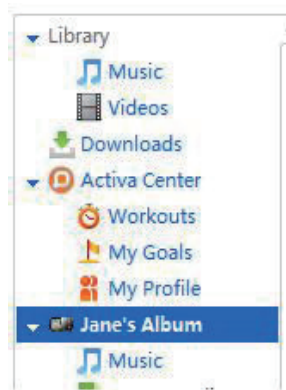 Library
Music
Videos
Downloads
Activa Center
Workouts
My Goals
My Profile
Jane's Album
Music